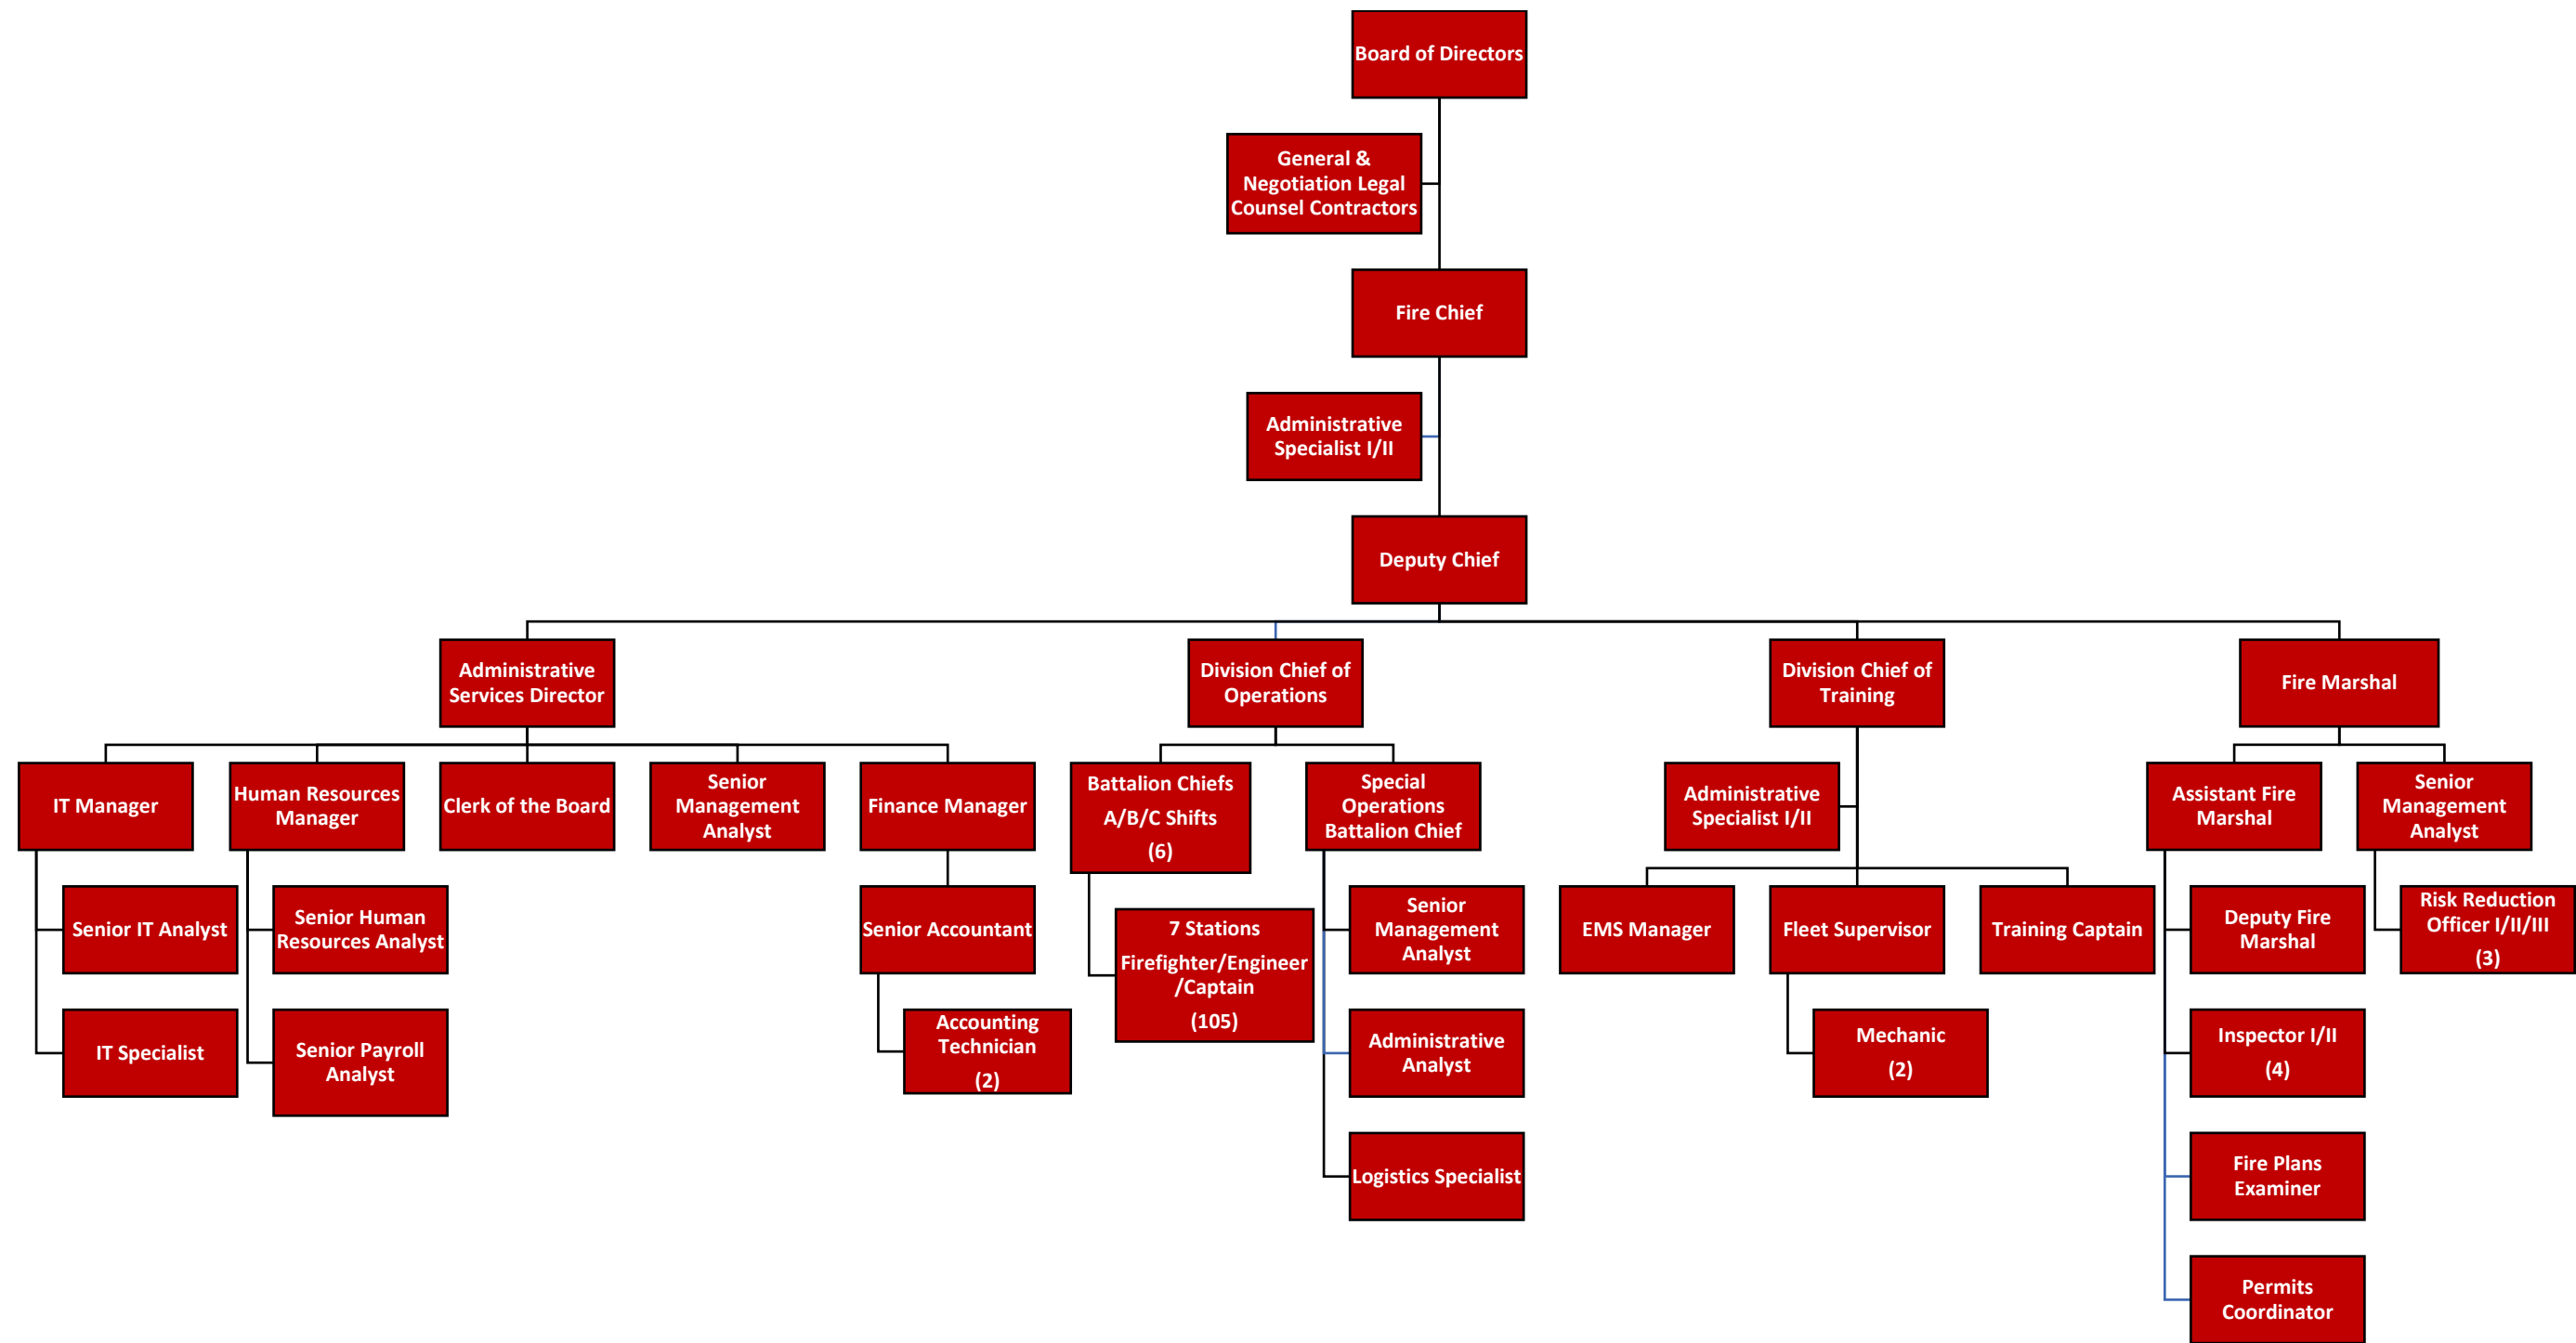 Board of Directors
General &
Negotiation Legal
Counsel Contractors
Fire Chief
Administrative
Specialist I/II
Deputy Chief
Administrative
Services Director
Division Chief of
Operations
Division Chief of
Training
Fire Marshal
IT Manager
Human Resources
Manager
Clerk of the Board
Senior
Management
Analyst
Finance Manager
Battalion Chiefs
A/B/C Shifts
(6)
Special
Operations
Battalion Chief
Administrative
Specialist I/II
Assistant Fire
Marshal
Senior
Management
Analyst
Senior IT Analyst
Senior Human
Resources Analyst
Senior Accountant
7 Stations
Firefighter/Engineer
/Captain
(105)
Senior
Management
Analyst
EMS Manager
Fleet Supervisor
Training Captain
Deputy Fire
Marshal
Risk Reduction
Officer I/II/III
(3)
IT Specialist
Senior Payroll
Analyst
Accounting
Technician
(2)
Administrative
Analyst
Mechanic
(2)
Inspector I/II
(4)
Logistics Specialist
Fire Plans
Examiner
Permits
Coordinator